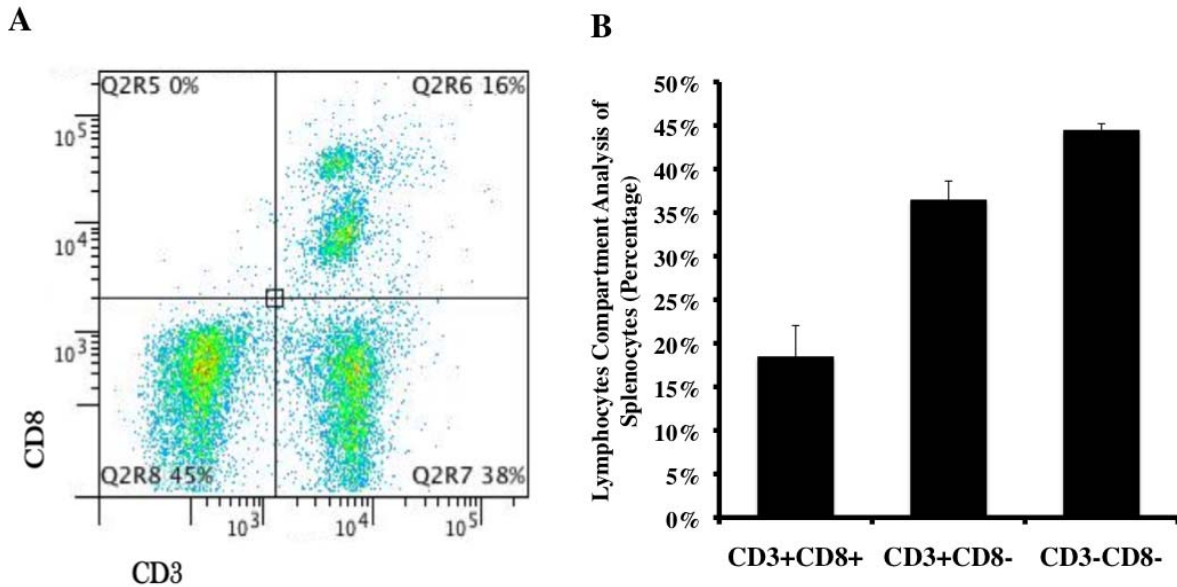 A
Q2R5 0%
Q2R6 16%
10^5
10^4
10^3
CD8
Q2R8 45%
Q2R7 38%
10^3
10^4
10^5
CD3
B
Lymphocytes Compartment Analysis of
Splenocytes (Percentage)
50%
45%
40%
35%
30%
25%
20%
15%
10%
5%
0%
CD3+CD8+
CD3+CD8-
CD3-CD8-